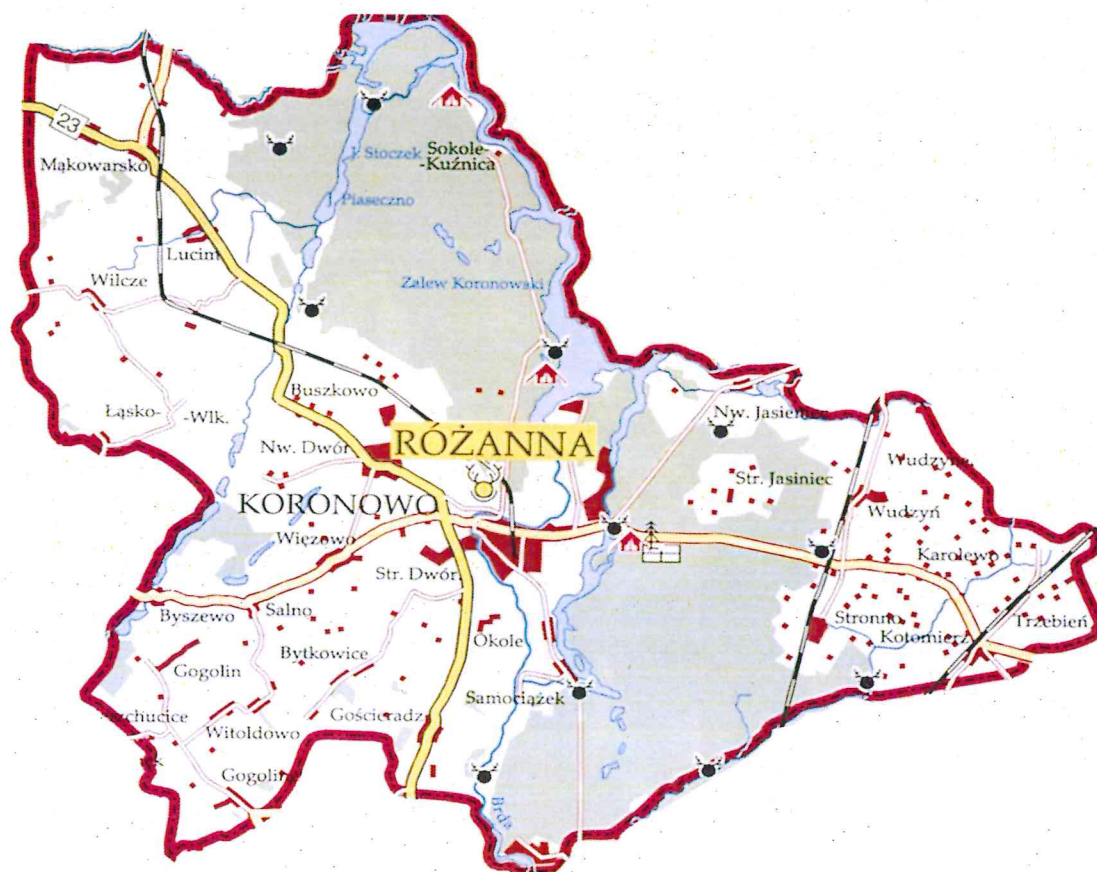 23
Mąkowarsko
J. Stoczek
Sokole-
-Kuźnica
J. Piaseczno
Lucim
Wilcze
Zalew Koronowski
Buszkowo
Łąsko-
-Wlk.
Nw. Jasieniec
Nw. Dwór
RÓŻANNA
Wudzynek
Str. Jasiniec
KORONOWO
Wudzyń
Więzowo
Karolewo
Str. Dwór
Byszewo
Salno
Stronno
Trzebień
Okole
Kotomierz
Bytkowice
Gogolin
Samociążek
Gościeradz
Witoldowo
Brda